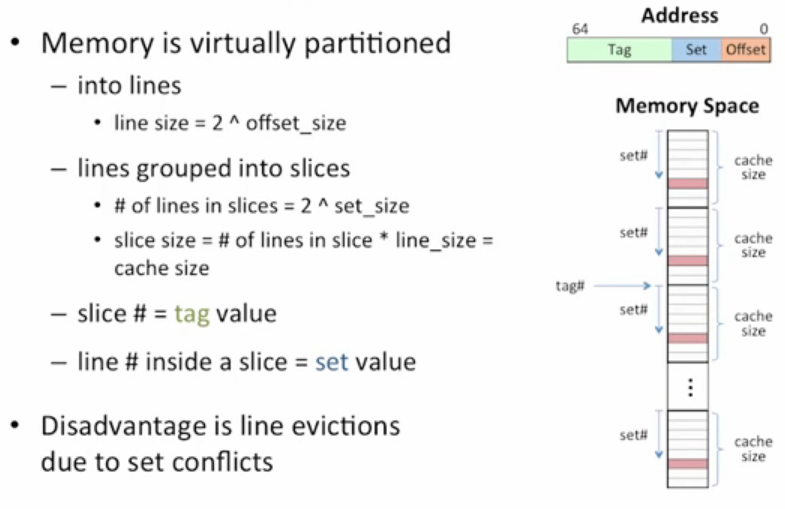 • Memory is virtually partitioned
– into lines
• line size = 2 ^ offset_size
– lines grouped into slices
• # of lines in slices = 2 ^ set_size
• slice size = # of lines in slice * line_size =
cache size
– slice # = tag value
– line # inside a slice = set value
• Disadvantage is line evictions
due to set conflicts
Address
64 0
Tag Set Offset
Memory Space
set# cache
size
set# cache
size
tag#
set# cache
size
⋮
set# cache
size